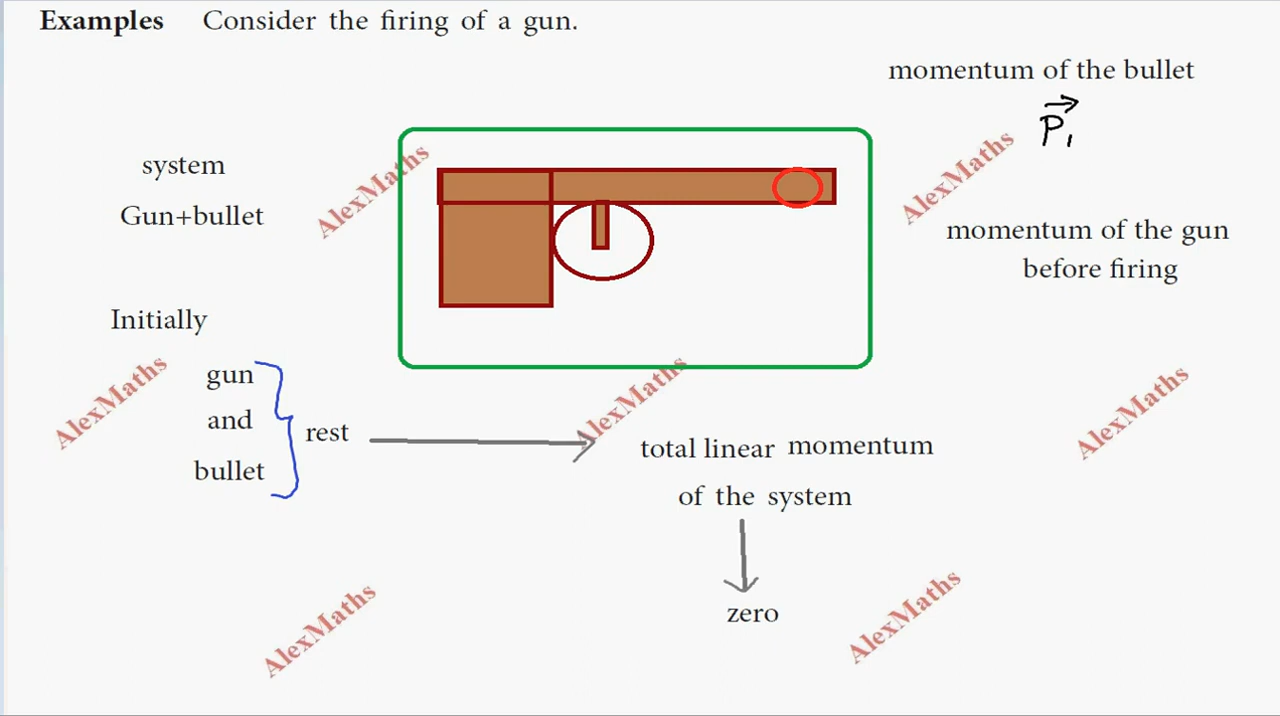 Examples Consider the firing of a gun.
momentum of the bullet
P⃗₁
system
Gun+bullet
momentum of the gun
before firing
Initially
gun
and
bullet
rest
total linear momentum
of the system
zero
AlexMaths
AlexMaths
AlexMaths
AlexMaths
AlexMaths
AlexMaths
AlexMaths